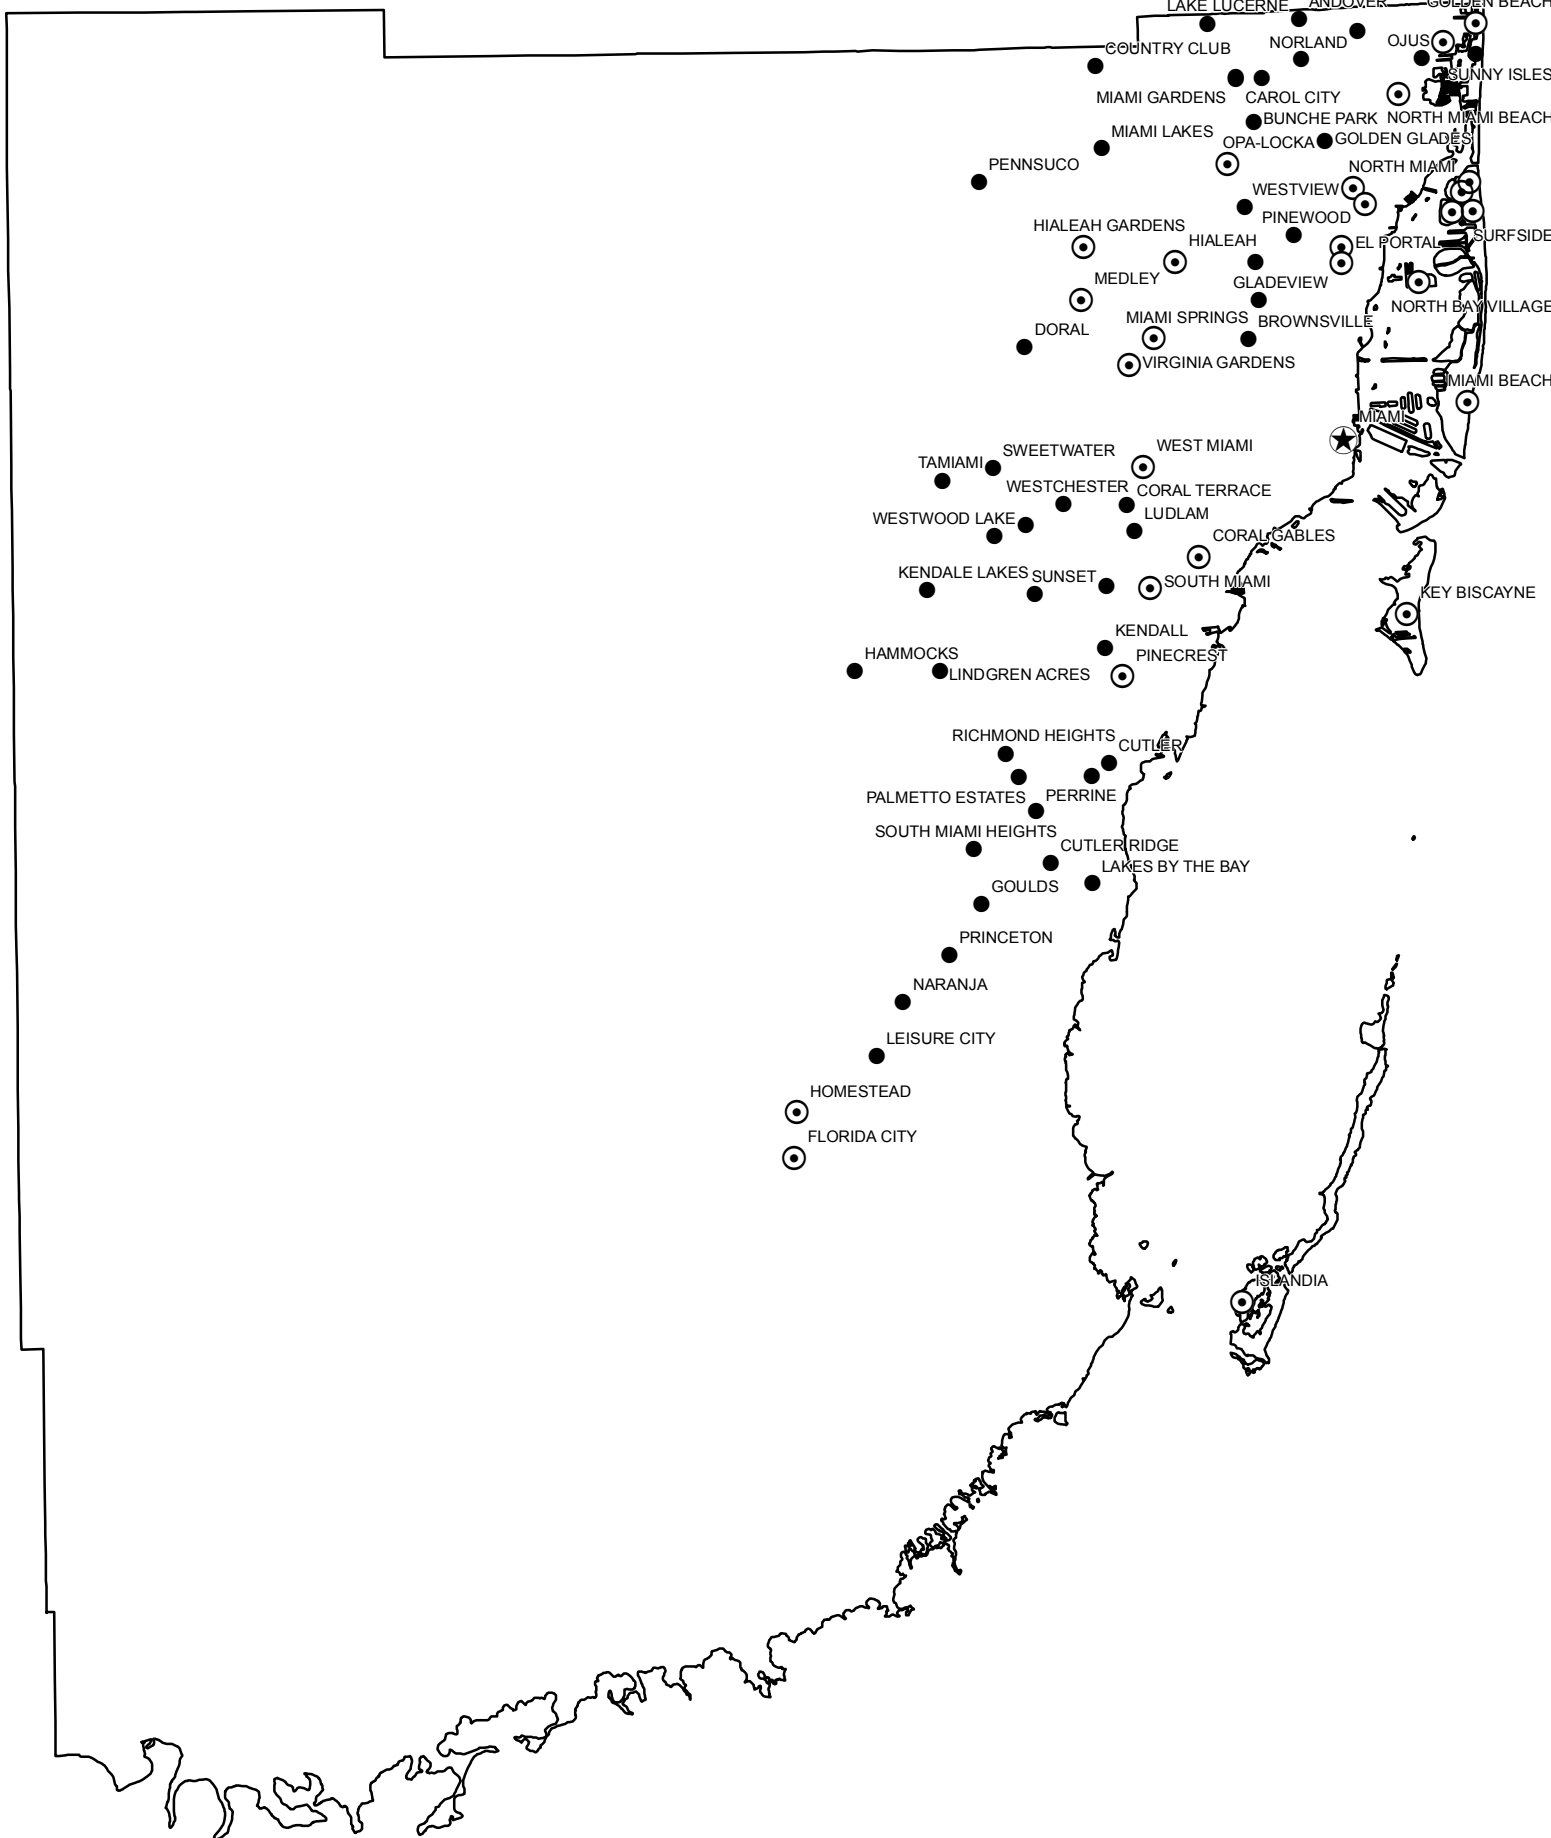 LAKE LUCERNE
ANDOVER
GOLDEN BEACH
COUNTRY CLUB
NORLAND
OJUS
SUNNY ISLES
MIAMI GARDENS
CAROL CITY
BUNCHE PARK
NORTH MIAMI BEACH
MIAMI LAKES
OPA-LOCKA
GOLDEN GLADES
PENNSUCO
NORTH MIAMI
WESTVIEW
PINEWOOD
HIALEAH GARDENS
HIALEAH
EL PORTAL
SURFSIDE
MEDLEY
GLADEVIEW
NORTH BAY VILLAGE
MIAMI SPRINGS
BROWNSVILLE
DORAL
VIRGINIA GARDENS
MIAMI BEACH
MIAMI
WEST MIAMI
SWEETWATER
TAMIAMI
WESTCHESTER
CORAL TERRACE
WESTWOOD LAKE
LUDLAM
CORAL GABLES
KENDALE LAKES
SUNSET
SOUTH MIAMI
KEY BISCAYNE
KENDALL
HAMMOCKS
PINECREST
LINDGREN ACRES
RICHMOND HEIGHTS
CUTLER
PALMETTO ESTATES
PERRINE
SOUTH MIAMI HEIGHTS
CUTLER RIDGE
LAKES BY THE BAY
GOULDS
PRINCETON
NARANJA
LEISURE CITY
HOMESTEAD
FLORIDA CITY
ISLANDIA